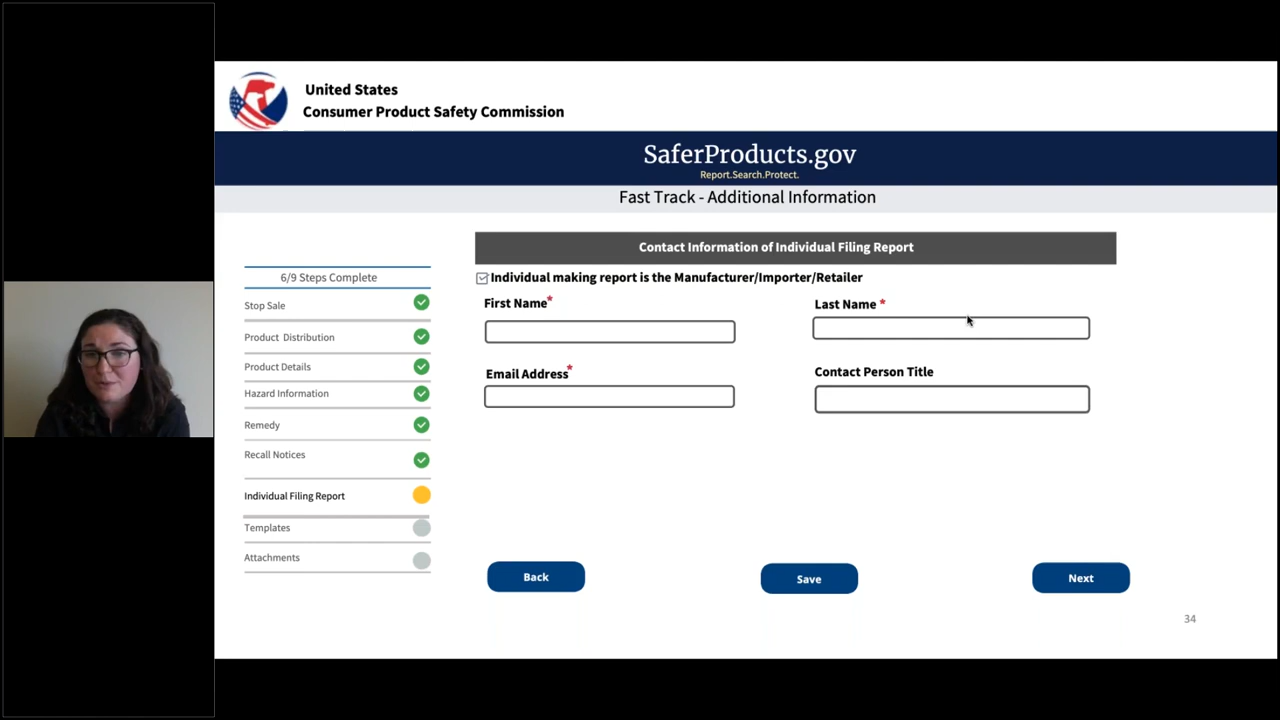 United States
Consumer Product Safety Commission
SaferProducts.gov
Report.Search.Protect.
Fast Track - Additional Information
6/9 Steps Complete
Stop Sale
Product Distribution
Product Details
Hazard Information
Remedy
Recall Notices
Individual Filing Report
Templates
Attachments
Contact Information of Individual Filing Report
Individual making report is the Manufacturer/Importer/Retailer
First Name*
Last Name *
Email Address*
Contact Person Title
Back
Save
Next
34